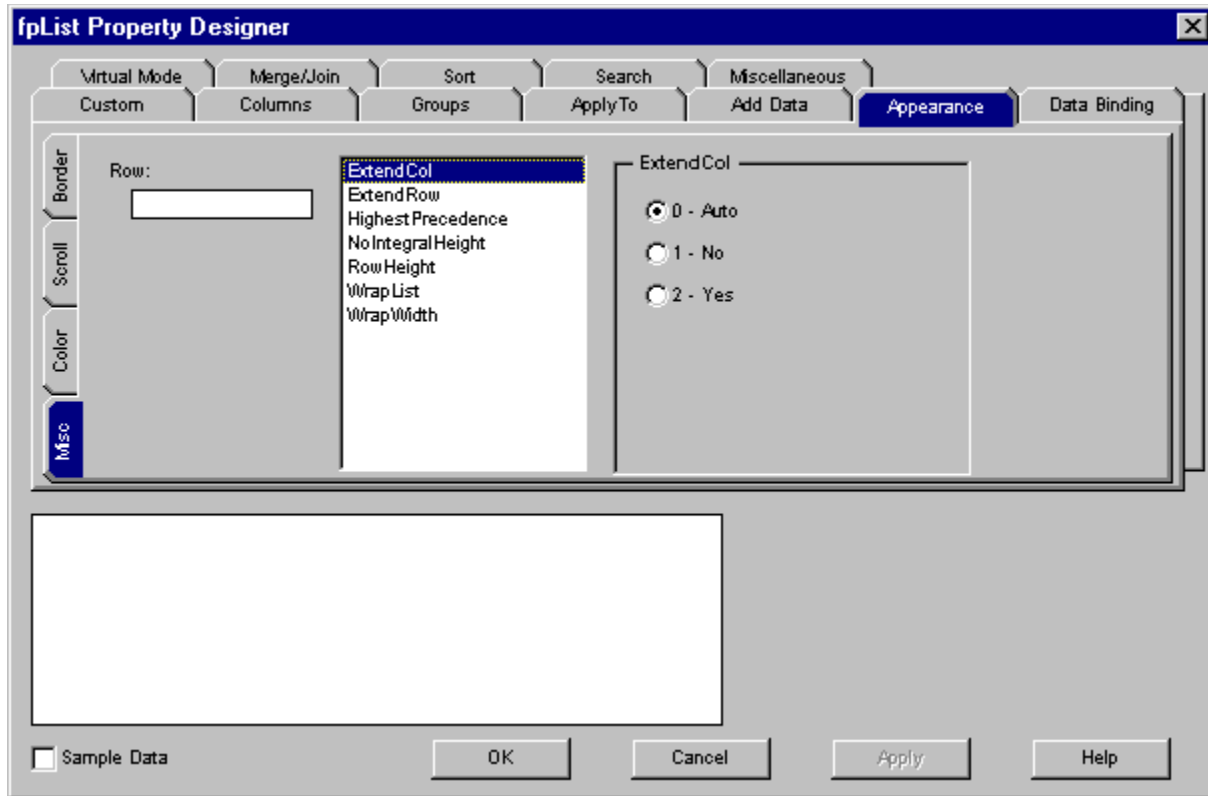 fpList Property Designer
Virtual Mode
Merge/Join
Sort
Search
Miscellaneous
Custom
Columns
Groups
ApplyTo
Add Data
Appearance
Data Binding
Border
Scroll
Color
Misc
Row:
ExtendCol
ExtendRow
HighestPrecedence
NoIntegralHeight
RowHeight
WrapList
WrapWidth
ExtendCol
0 - Auto
1 - No
2 - Yes
Sample Data
OK
Cancel
Apply
Help